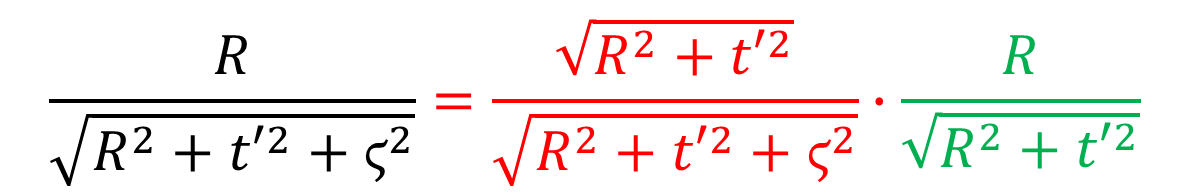 R / √(R² + t′² + ς²) = √(R² + t′²) / √(R² + t′² + ς²) · R / √(R² + t′²)